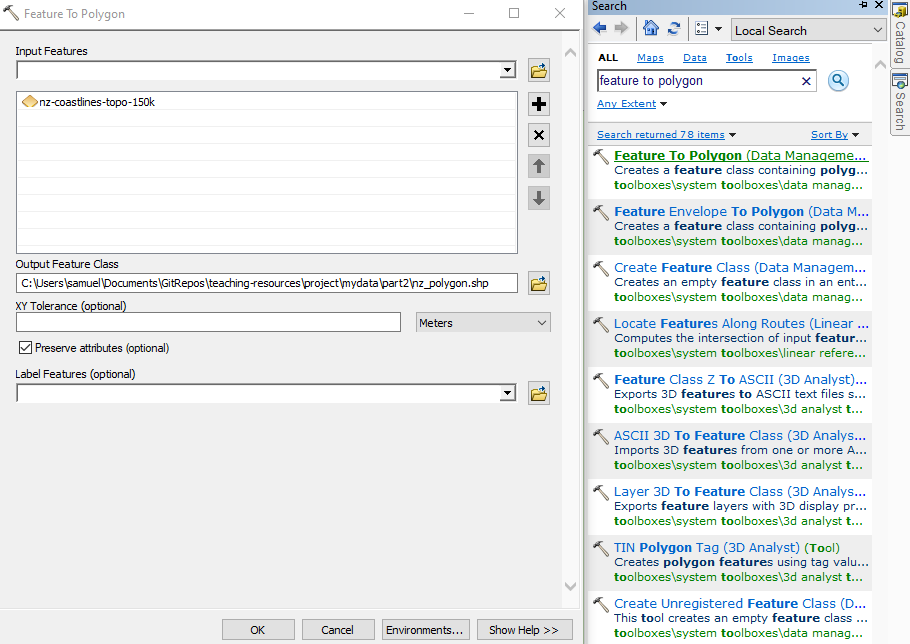 Feature To Polygon
Input Features
nz-coastlines-topo-150k
Output Feature Class
C:\Users\samuel\Documents\GitRepos\teaching-resources\project\mydata\part2\nz_polygon.shp
XY Tolerance (optional)
Meters
Preserve attributes (optional)
Label Features (optional)
OK
Cancel
Environments...
Show Help >>
Search
Local Search
ALL
Maps
Data
Tools
Images
feature to polygon
Any Extent
Search returned 78 items
Sort By
Feature To Polygon (Data Manageme...
Creates a feature class containing polyg...
toolboxes\system toolboxes\data manag...
Feature Envelope To Polygon (Data M...
Creates a feature class containing polyg...
toolboxes\system toolboxes\data manag...
Create Feature Class (Data Managem...
Creates an empty feature class in an ent...
toolboxes\system toolboxes\data manag...
Locate Features Along Routes (Linear ...
Computes the intersection of input featur...
toolboxes\system toolboxes\linear refere...
Feature Class Z To ASCII (3D Analyst)...
Exports 3D features to ASCII text files s...
toolboxes\system toolboxes\3d analyst t...
ASCII 3D To Feature Class (3D Analys...
Imports 3D features from one or more A...
toolboxes\system toolboxes\3d analyst t...
Layer 3D To Feature Class (3D Analys...
Exports feature layers with 3D display pr...
toolboxes\system toolboxes\3d analyst t...
TIN Polygon Tag (3D Analyst) (Tool)
Creates polygon features using tag valu...
toolboxes\system toolboxes\3d analyst t...
Create Unregistered Feature Class (D...
This tool creates an empty feature class ...
toolboxes\system toolboxes\data manag...
Catalog
Search